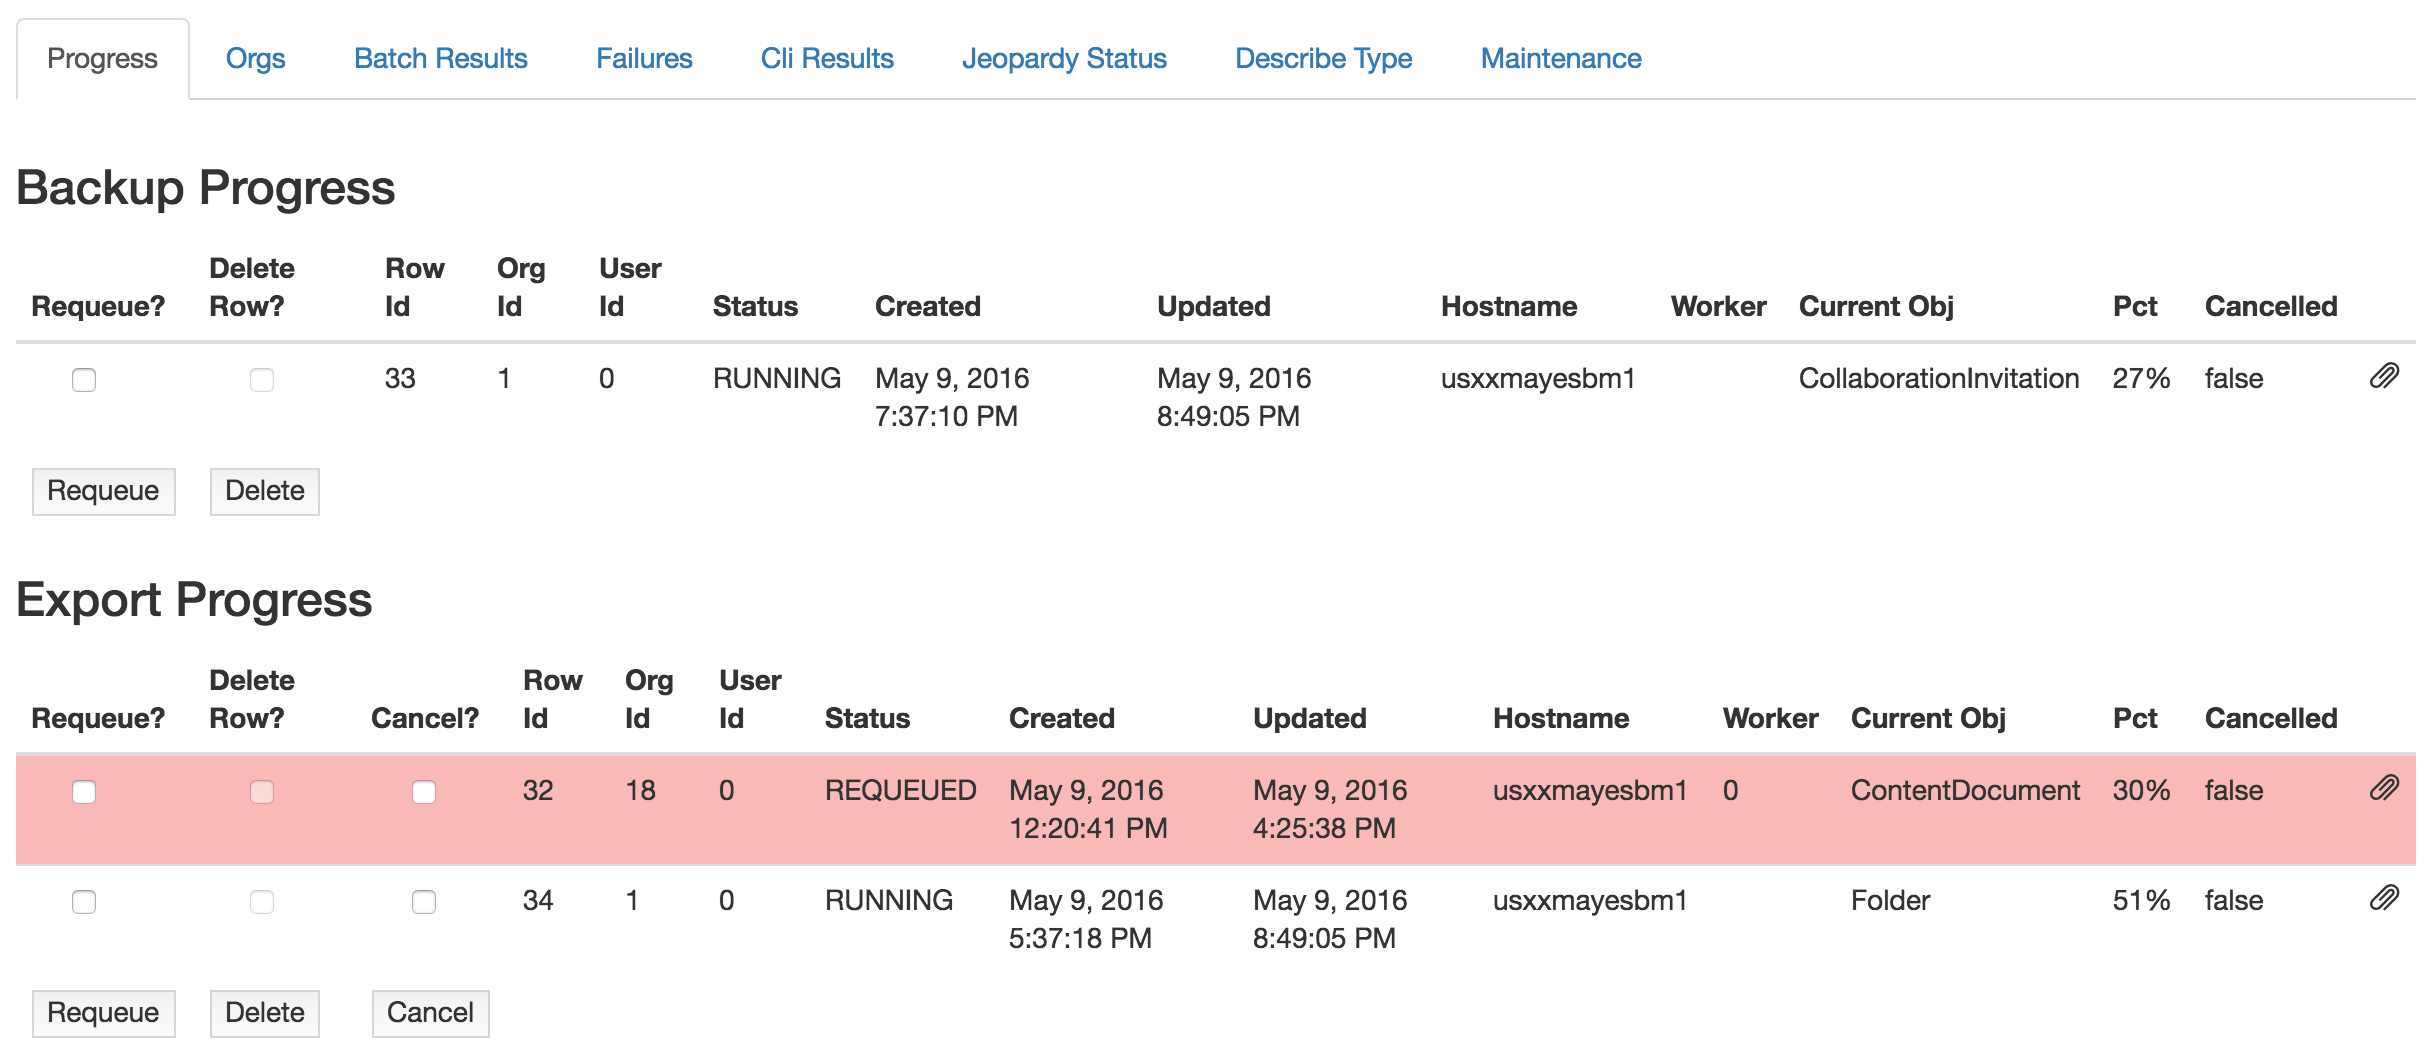 Progress Orgs Batch Results Failures Cli Results Jeopardy Status Describe Type Maintenance
Backup Progress
Requeue? Delete Row? Row Id Org Id User Id Status Created Updated Hostname Worker Current Obj Pct Cancelled
33 1 0 RUNNING May 9, 2016 7:37:10 PM May 9, 2016 8:49:05 PM usxxmayesbm1 CollaborationInvitation 27% false
Requeue Delete
Export Progress
Requeue? Delete Row? Cancel? Row Id Org Id User Id Status Created Updated Hostname Worker Current Obj Pct Cancelled
32 18 0 REQUEUED May 9, 2016 12:20:41 PM May 9, 2016 4:25:38 PM usxxmayesbm1 0 ContentDocument 30% false
34 1 0 RUNNING May 9, 2016 5:37:18 PM May 9, 2016 8:49:05 PM usxxmayesbm1 Folder 51% false
Requeue Delete Cancel